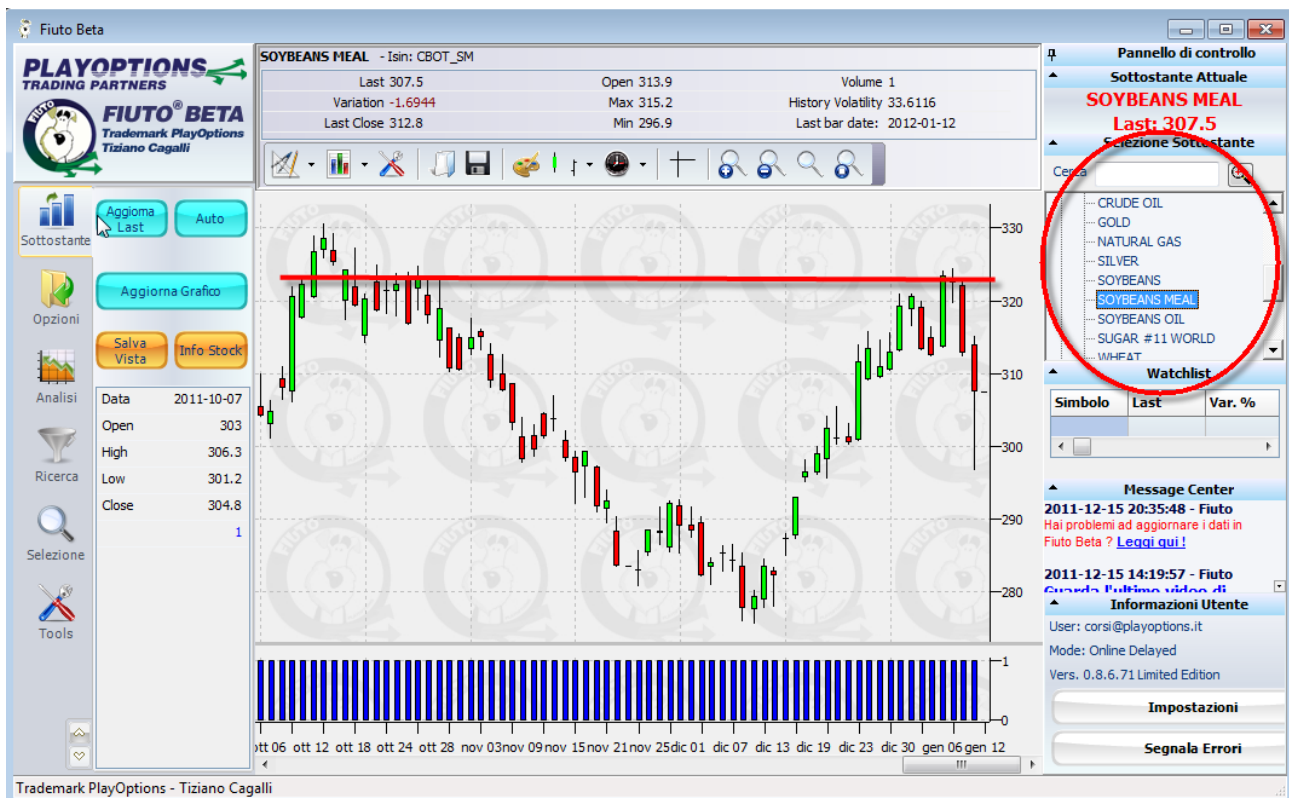 Fiuto Beta
PLAYOPTIONS
TRADING PARTNERS
FIUTO® BETA
Trademark PlayOptions
Tiziano Cagalli
SOYBEANS MEAL - Isin: CBOT_SM
Last 307.5 Open 313.9 Volume 1
Variation -1.6944 Max 315.2 History Volatility 33.6116
Last Close 312.8 Min 296.9 Last bar date: 2012-01-12
Sottostante
Opzioni
Analisi
Ricerca
Selezione
Tools
Aggiorna Last
Auto
Aggiorna Grafico
Salva Vista
Info Stock
Data 2011-10-07
Open 303
High 306.3
Low 301.2
Close 304.8
1
330
320
310
300
290
280
1
0
ott 06 ott 12 ott 18 ott 24 ott 28 nov 03 nov 09 nov 15 nov 21 nov 25 dic 01 dic 07 dic 13 dic 19 dic 23 dic 30 gen 06 gen 12
Pannello di controllo
Sottostante Attuale
SOYBEANS MEAL
Last: 307.5
Selezione Sottostante
Cerca
CRUDE OIL
GOLD
NATURAL GAS
SILVER
SOYBEANS
SOYBEANS MEAL
SOYBEANS OIL
SUGAR #11 WORLD
WHEAT
Watchlist
Simbolo Last Var. %
Message Center
2011-12-15 20:35:48 - Fiuto
Hai problemi ad aggiornare i dati in
Fiuto Beta ? Leggi qui !
2011-12-15 14:19:57 - Fiuto
Guarda l'ultimo video di
Informazioni Utente
User: corsi@playoptions.it
Mode: Online Delayed
Vers. 0.8.6.71 Limited Edition
Impostazioni
Segnala Errori
Trademark PlayOptions - Tiziano Cagalli